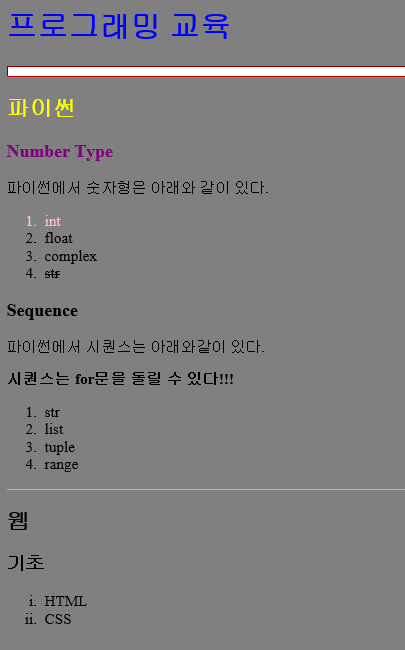 프로그래밍 교육
파이썬
Number Type
파이썬에서 숫자형은 아래와 같이 있다.
1. int
2. float
3. complex
4. str
Sequence
파이썬에서 시퀀스는 아래와같이 있다.
시퀀스는 for문을 돌릴 수 있다!!!
1. str
2. list
3. tuple
4. range
웹
기초
i. HTML
ii. CSS